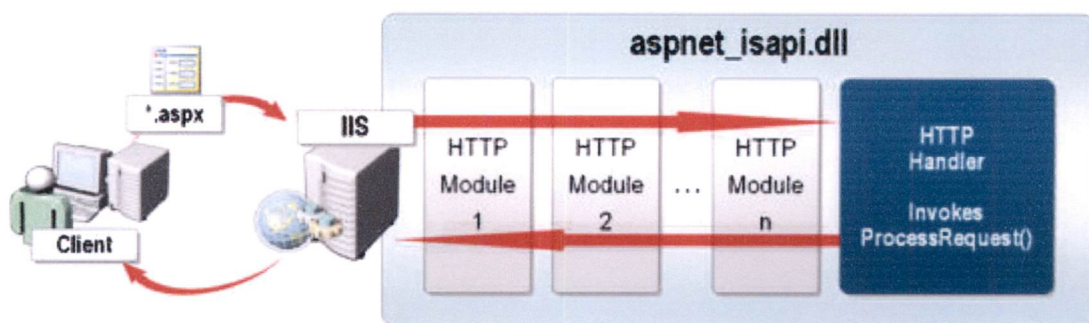 aspnet_isapi.dll
*.aspx
IIS
Client
HTTP
Module
1
HTTP
Module
2
...
HTTP
Module
n
HTTP
Handler
Invokes
ProcessRequest()